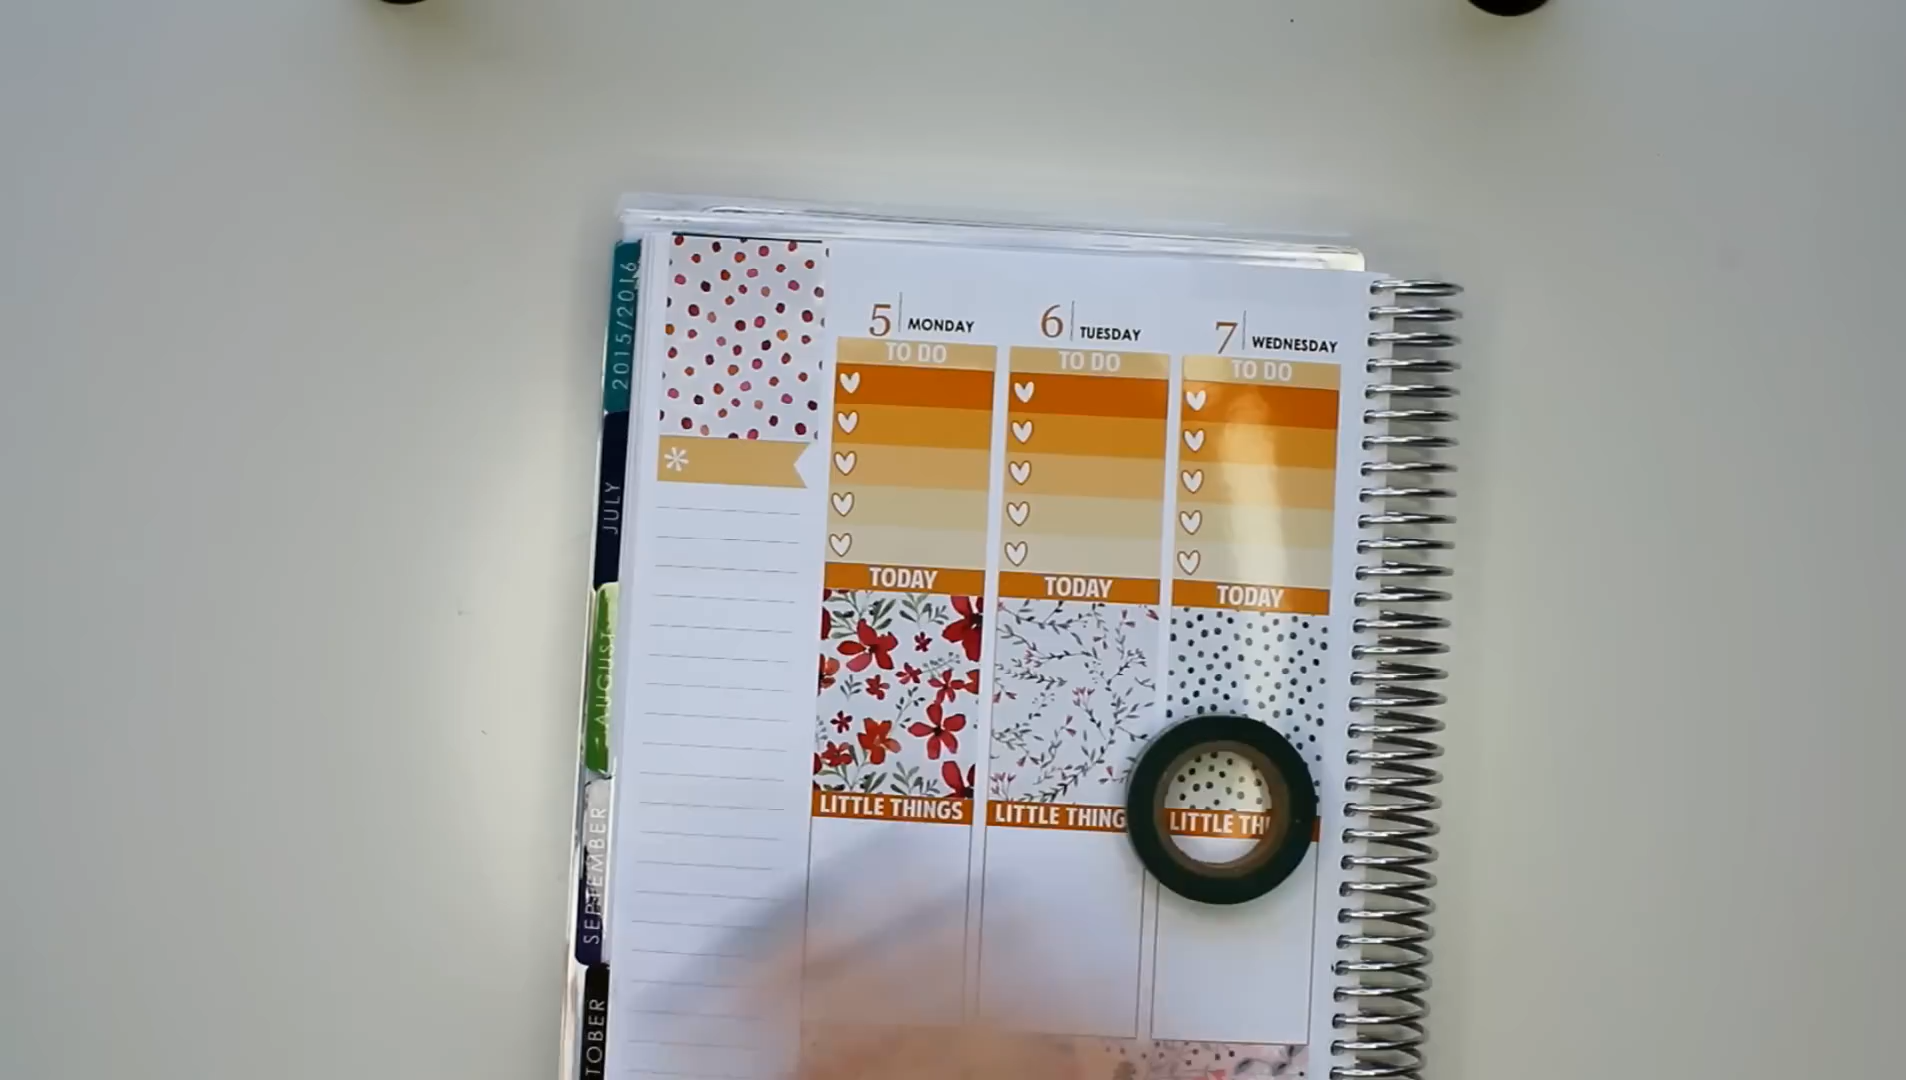 5 MONDAY
6 TUESDAY
7 WEDNESDAY
TO DO
TO DO
TO DO
*
TODAY
TODAY
TODAY
LITTLE THINGS
LITTLE THING
LITTLE TH
2015/2016
JULY
AUGUST
SEPTEMBER
TOBER